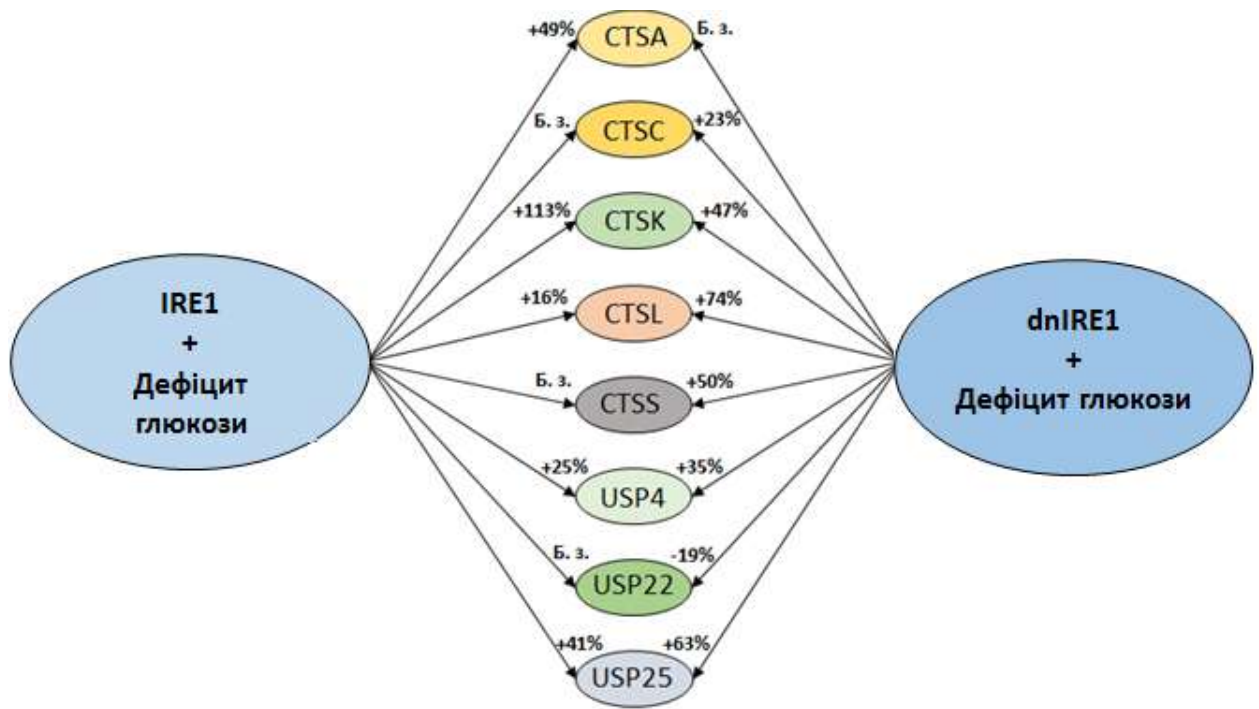 +49% CTSA Б. з.
Б. з. CTSC +23%
+113% CTSK +47%
+16% CTSL +74%
Б. з. CTSS +50%
+25% USP4 +35%
Б. з. USP22 -19%
+41% USP25 +63%
IRE1
+
Дефіцит
глюкози
dnIRE1
+
Дефіцит глюкози